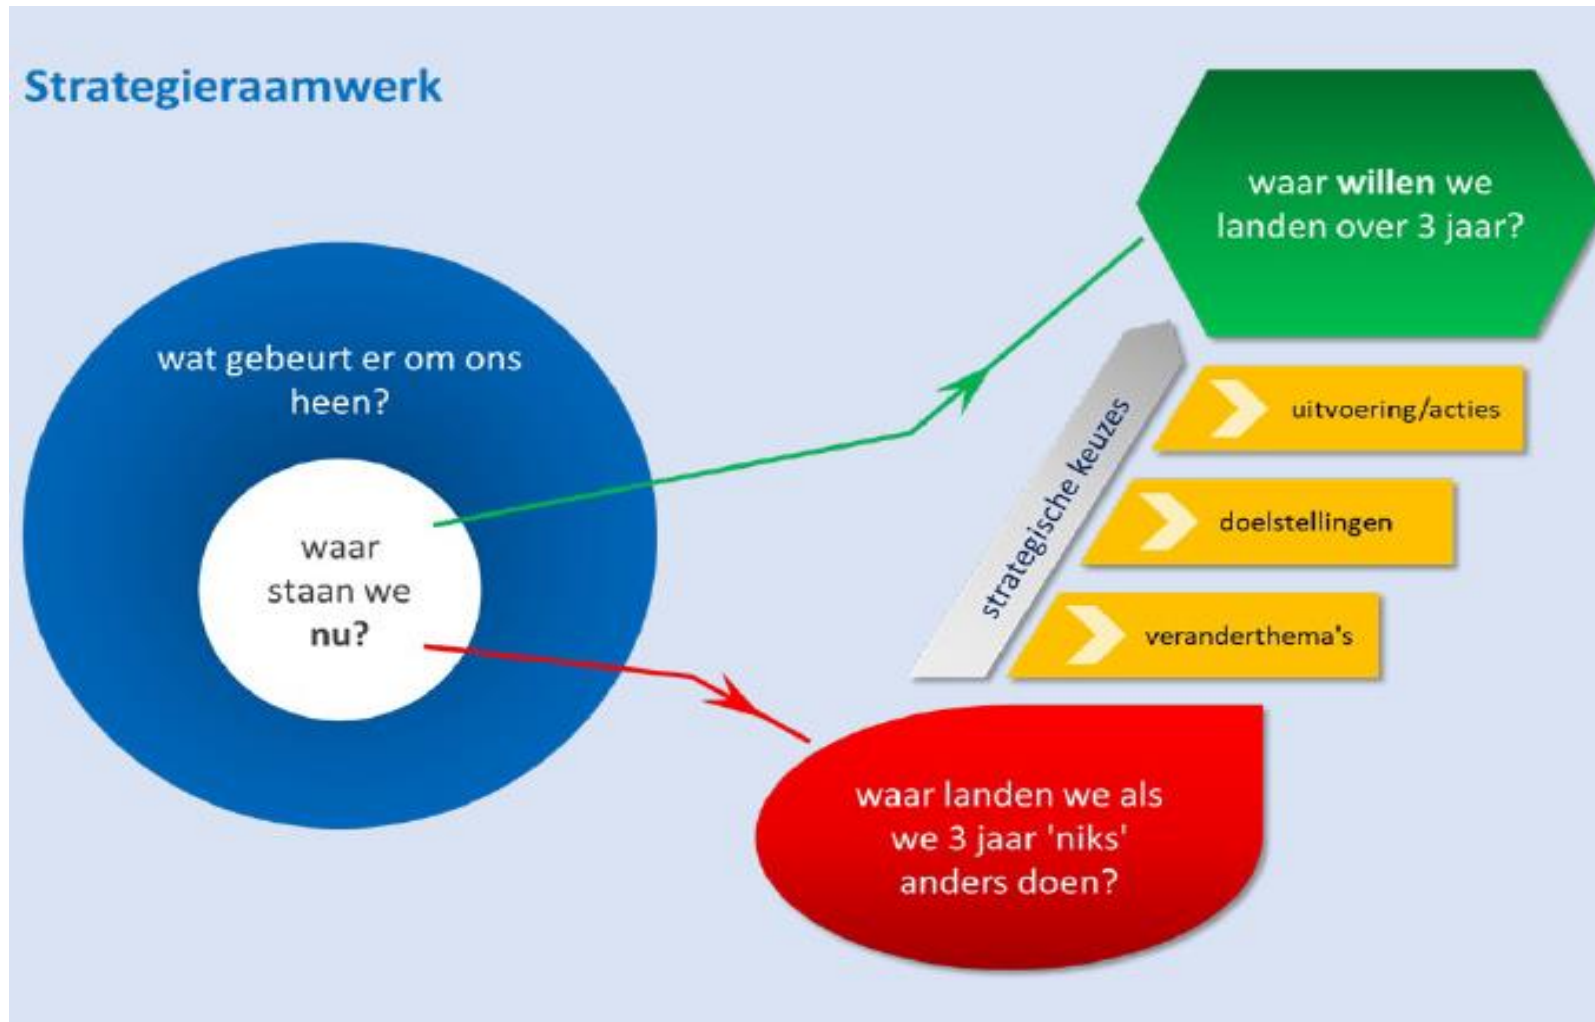 Strategieraamwerk
wat gebeurt er om ons
heen?
waar
staan we
nu?
waar willen we
landen over 3 jaar?
strategische keuzes
uitvoering/acties
doelstellingen
veranderthema's
waar landen we als
we 3 jaar 'niks'
anders doen?